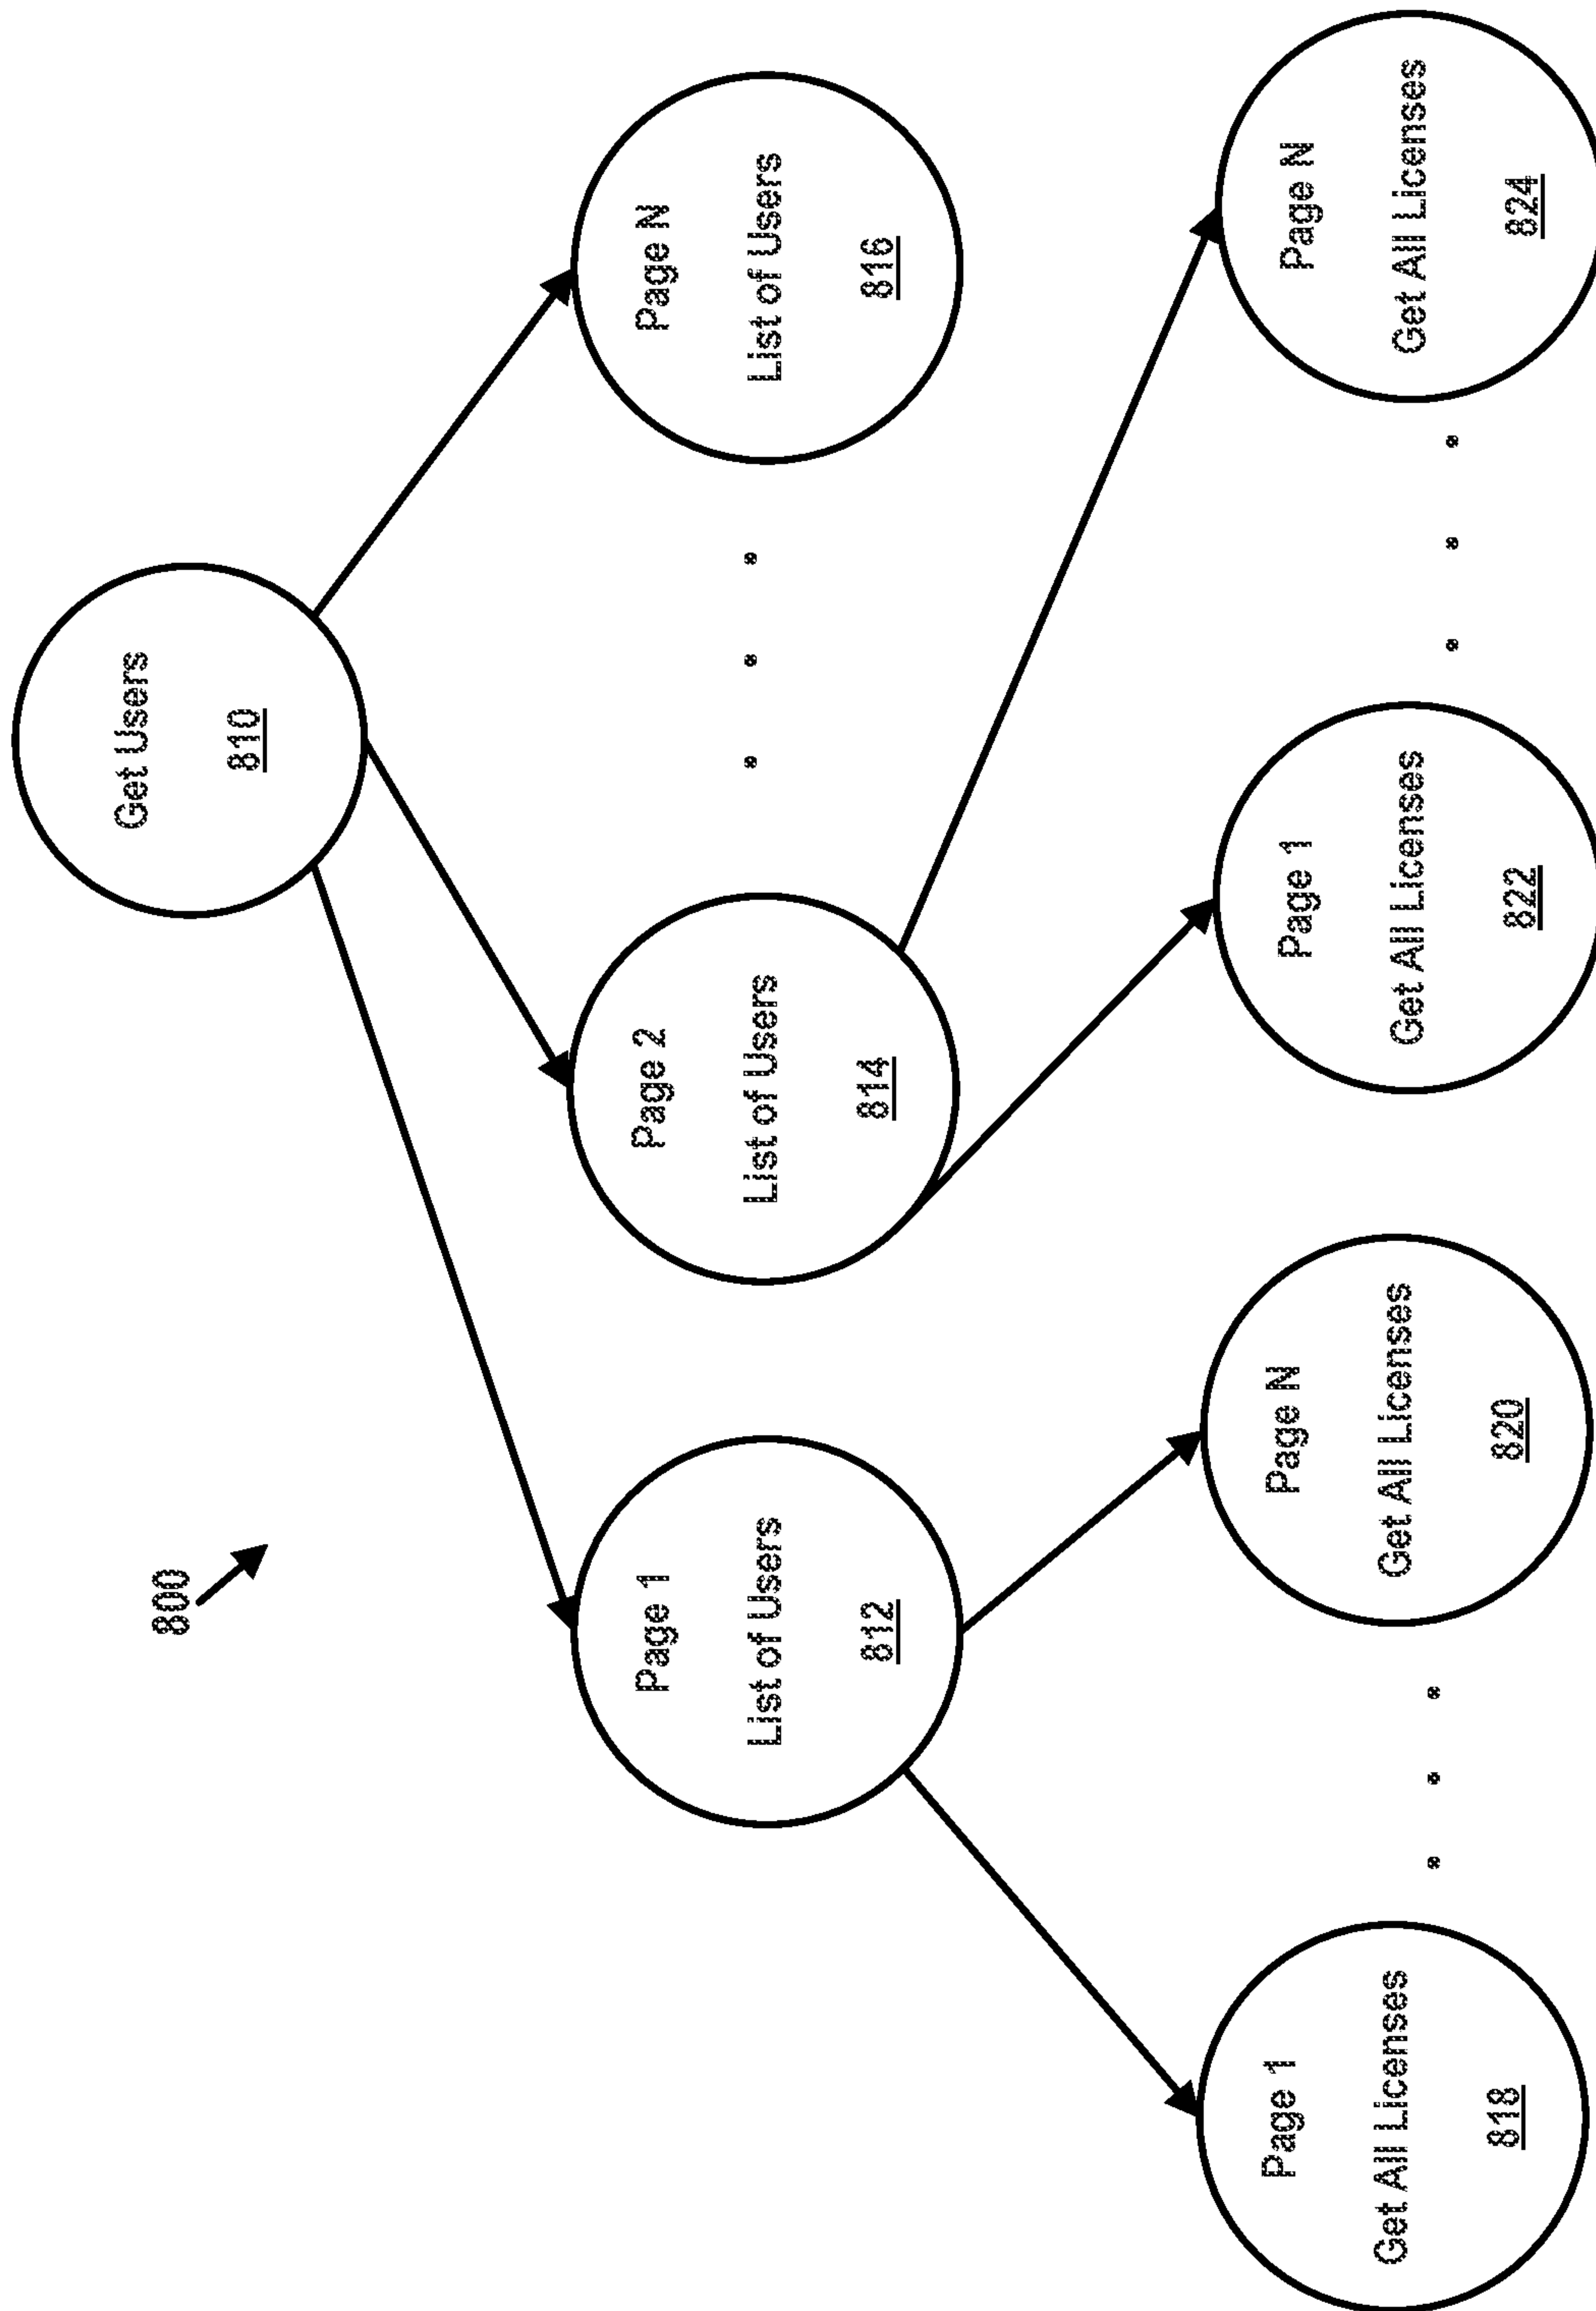 800
Get Users
810
Page 1
List of Users
812
Page 2
List of Users
814
Page N
List of Users
816
Page 1
Get All Licenses
818
Page N
Get All Licenses
820
Page 1
Get All Licenses
822
Page N
Get All Licenses
824